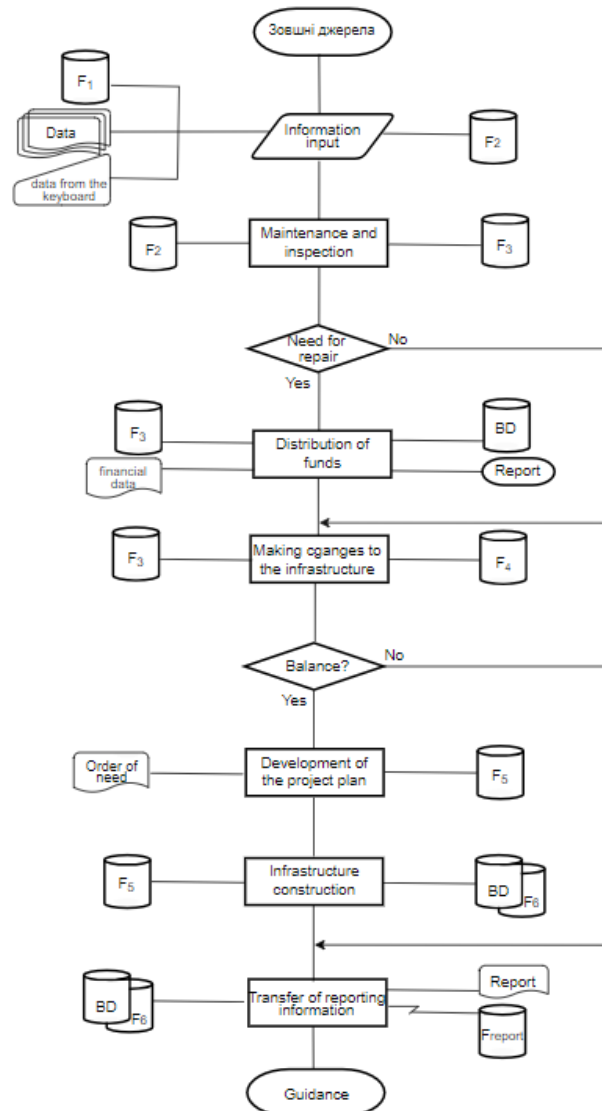 Зовшні джерела
F1
Data
data from the
keyboard
Information
input
F2
F2
Maintenance and
inspection
F3
Need for
repair
No
Yes
F3
financial
data
Distribution of
funds
BD
Report
F3
Making cganges to
the infrastructure
F4
Balance?
No
Yes
Order of
need
Development of
the project plan
F5
F5
Infrastructure
construction
BD
F6
BD
F6
Transfer of reporting
information
Report
Freport
Guidance